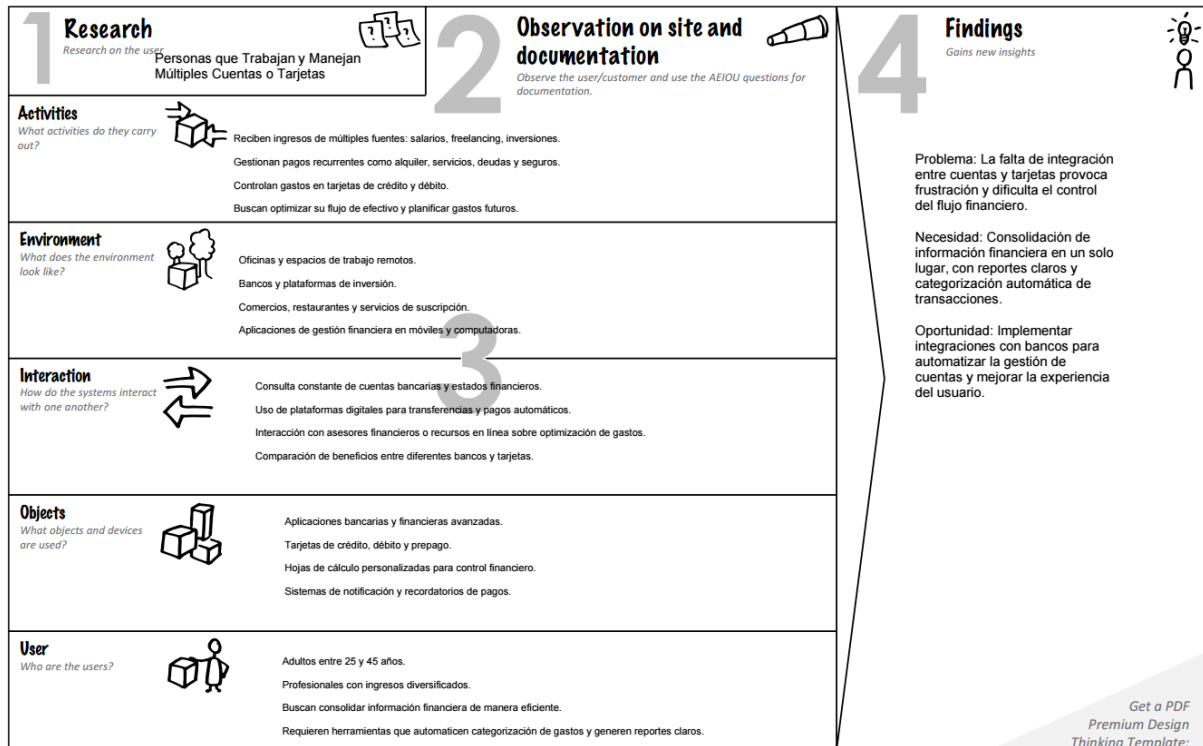 1
Research
Research on the user
? ? ?
Personas que Trabajan y Manejan
Múltiples Cuentas o Tarjetas
2
Observation on site and
documentation
Observe the user/customer and use the AEIOU questions for
documentation.
Activities
What activities do they carry
out?
Reciben ingresos de múltiples fuentes: salarios, freelancing, inversiones.
Gestionan pagos recurrentes como alquiler, servicios, deudas y seguros.
Controlan gastos en tarjetas de crédito y débito.
Buscan optimizar su flujo de efectivo y planificar gastos futuros.
Environment
What does the environment
look like?
Oficinas y espacios de trabajo remotos.
Bancos y plataformas de inversión.
Comercios, restaurantes y servicios de suscripción.
Aplicaciones de gestión financiera en móviles y computadoras.
3
Interaction
How do the systems interact
with one another?
Consulta constante de cuentas bancarias y estados financieros.
Uso de plataformas digitales para transferencias y pagos automáticos.
Interacción con asesores financieros o recursos en línea sobre optimización de gastos.
Comparación de beneficios entre diferentes bancos y tarjetas.
Objects
What objects and devices
are used?
Aplicaciones bancarias y financieras avanzadas.
Tarjetas de crédito, débito y prepago.
Hojas de cálculo personalizadas para control financiero.
Sistemas de notificación y recordatorios de pagos.
User
Who are the users?
Adultos entre 25 y 45 años.
Profesionales con ingresos diversificados.
Buscan consolidar información financiera de manera eficiente.
Requieren herramientas que automaticen categorización de gastos y generen reportes claros.
4
Findings
Gains new insights
Problema: La falta de integración
entre cuentas y tarjetas provoca
frustración y dificulta el control
del flujo financiero.
Necesidad: Consolidación de
información financiera en un solo
lugar, con reportes claros y
categorización automática de
transacciones.
Oportunidad: Implementar
integraciones con bancos para
automatizar la gestión de
cuentas y mejorar la experiencia
del usuario.
Get a PDF
Premium Design
Thinking Template: